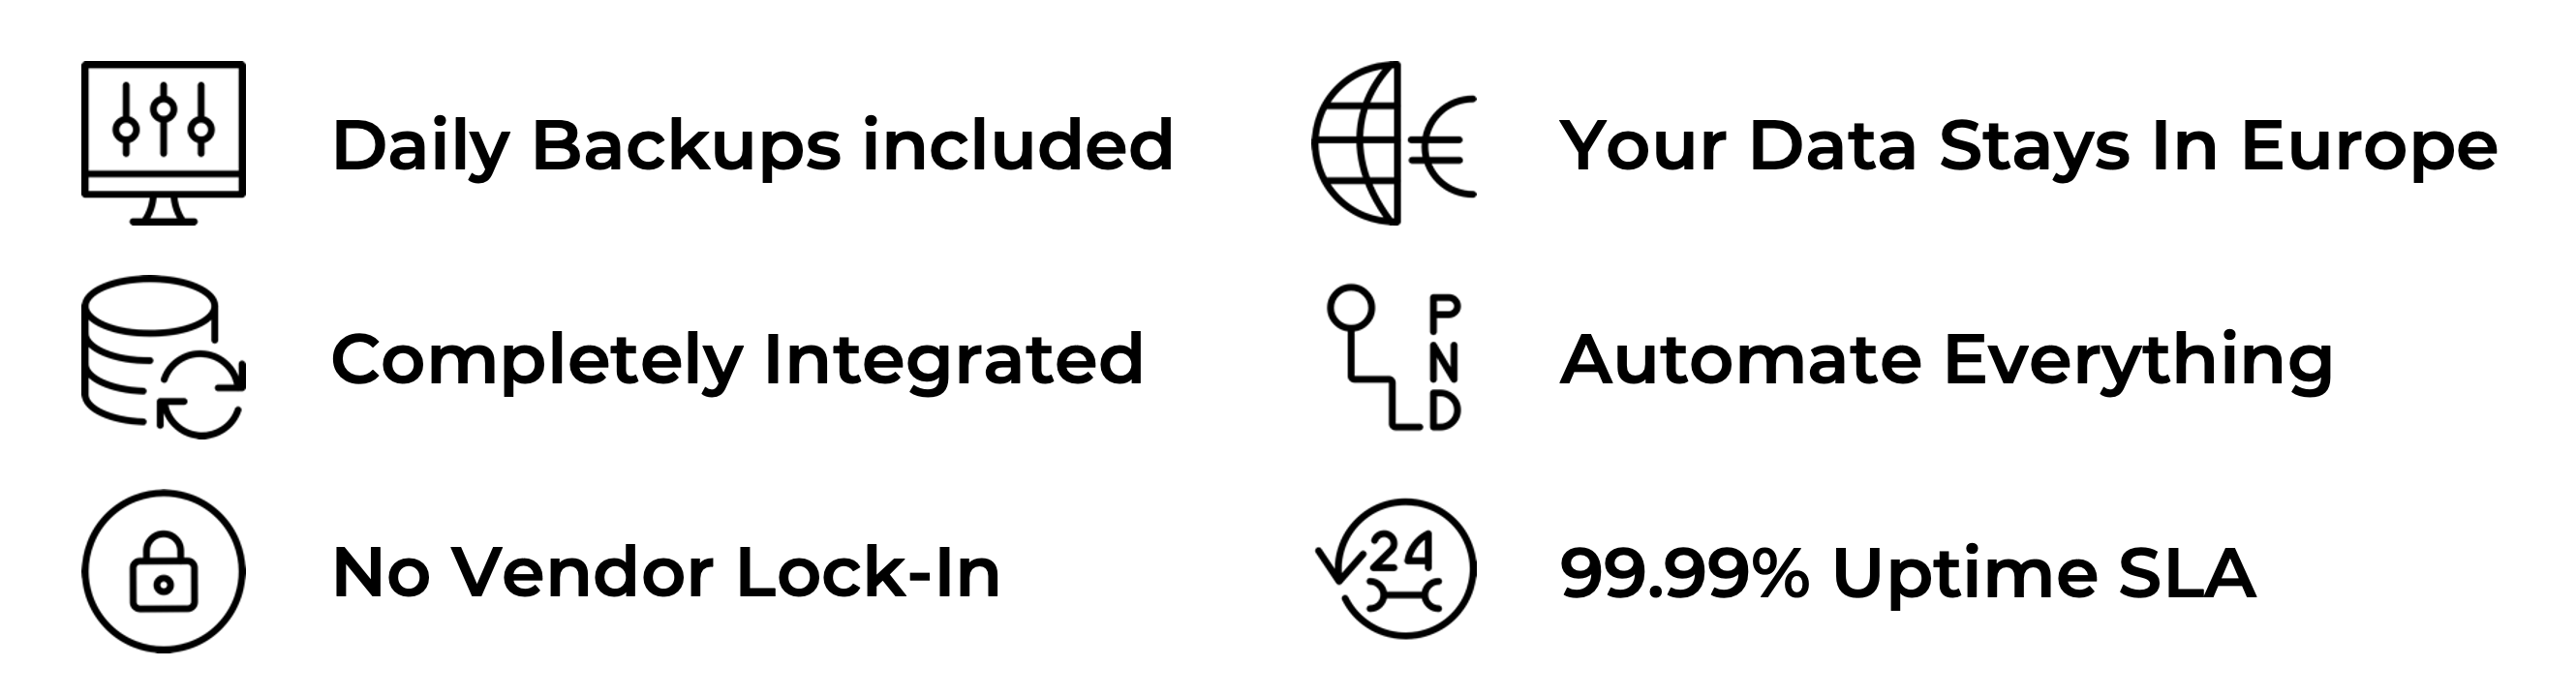 Daily Backups included
Your Data Stays In Europe
Completely Integrated
P
N
D
Automate Everything
No Vendor Lock-In
24
99.99% Uptime SLA